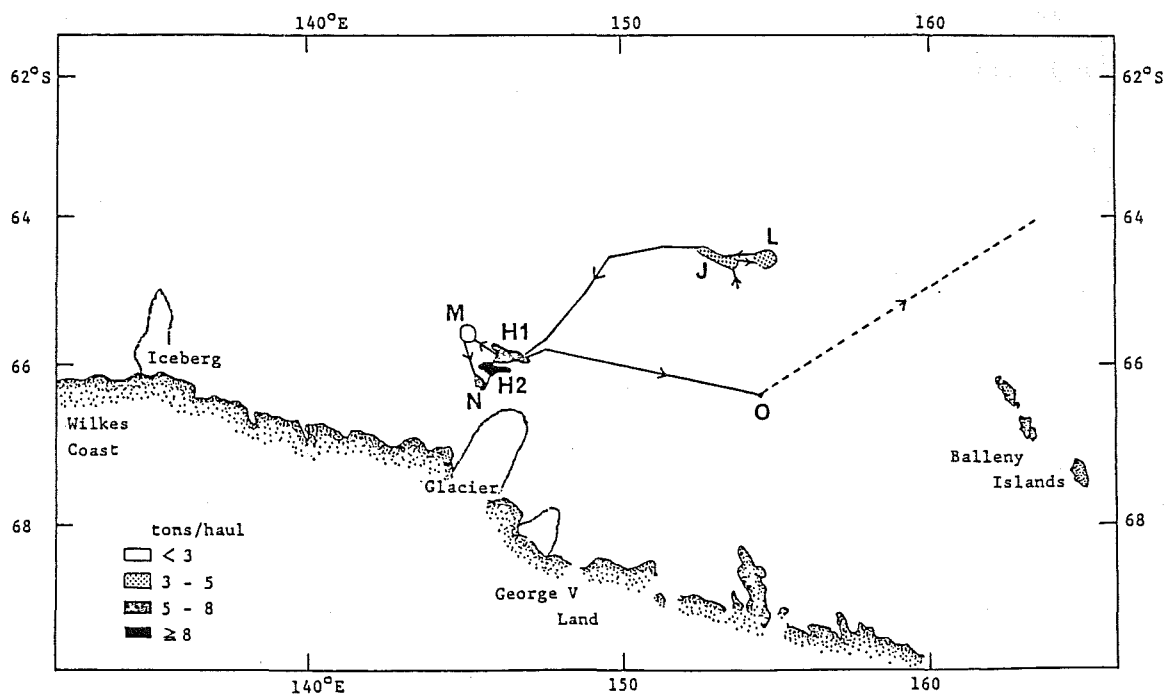 140°E 150 160
62°S 62°S
64 64
L
J
M H1
66 66
Iceberg
H2
N O
Wilkes
Coast
Balleny
Islands
Glacier
68 68
tons/haul
< 3
3 - 5
5 - 8
≧ 8
George V
Land
140°E 150 160